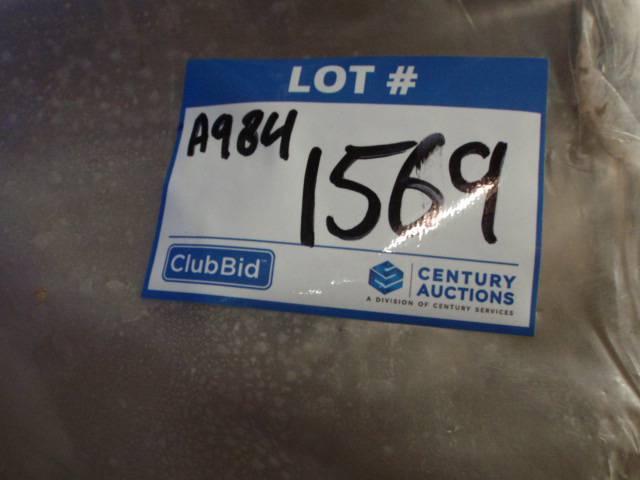 LOT #
A984
1569
ClubBid
CENTURY
AUCTIONS
A DIVISION OF CENTURY SERVICES